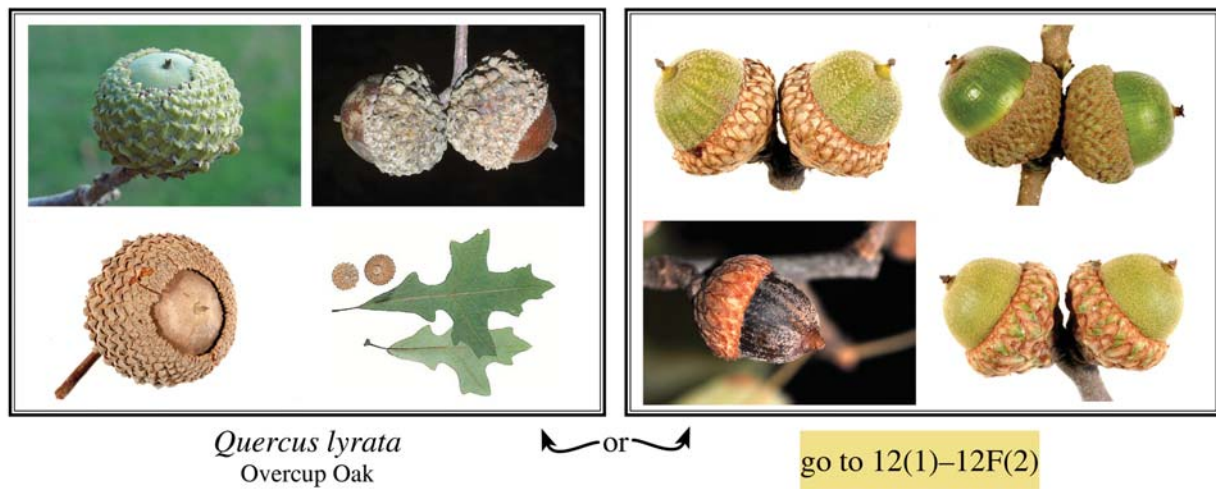 Quercus lyrata
Overcup Oak
or
go to 12(1)–12F(2)